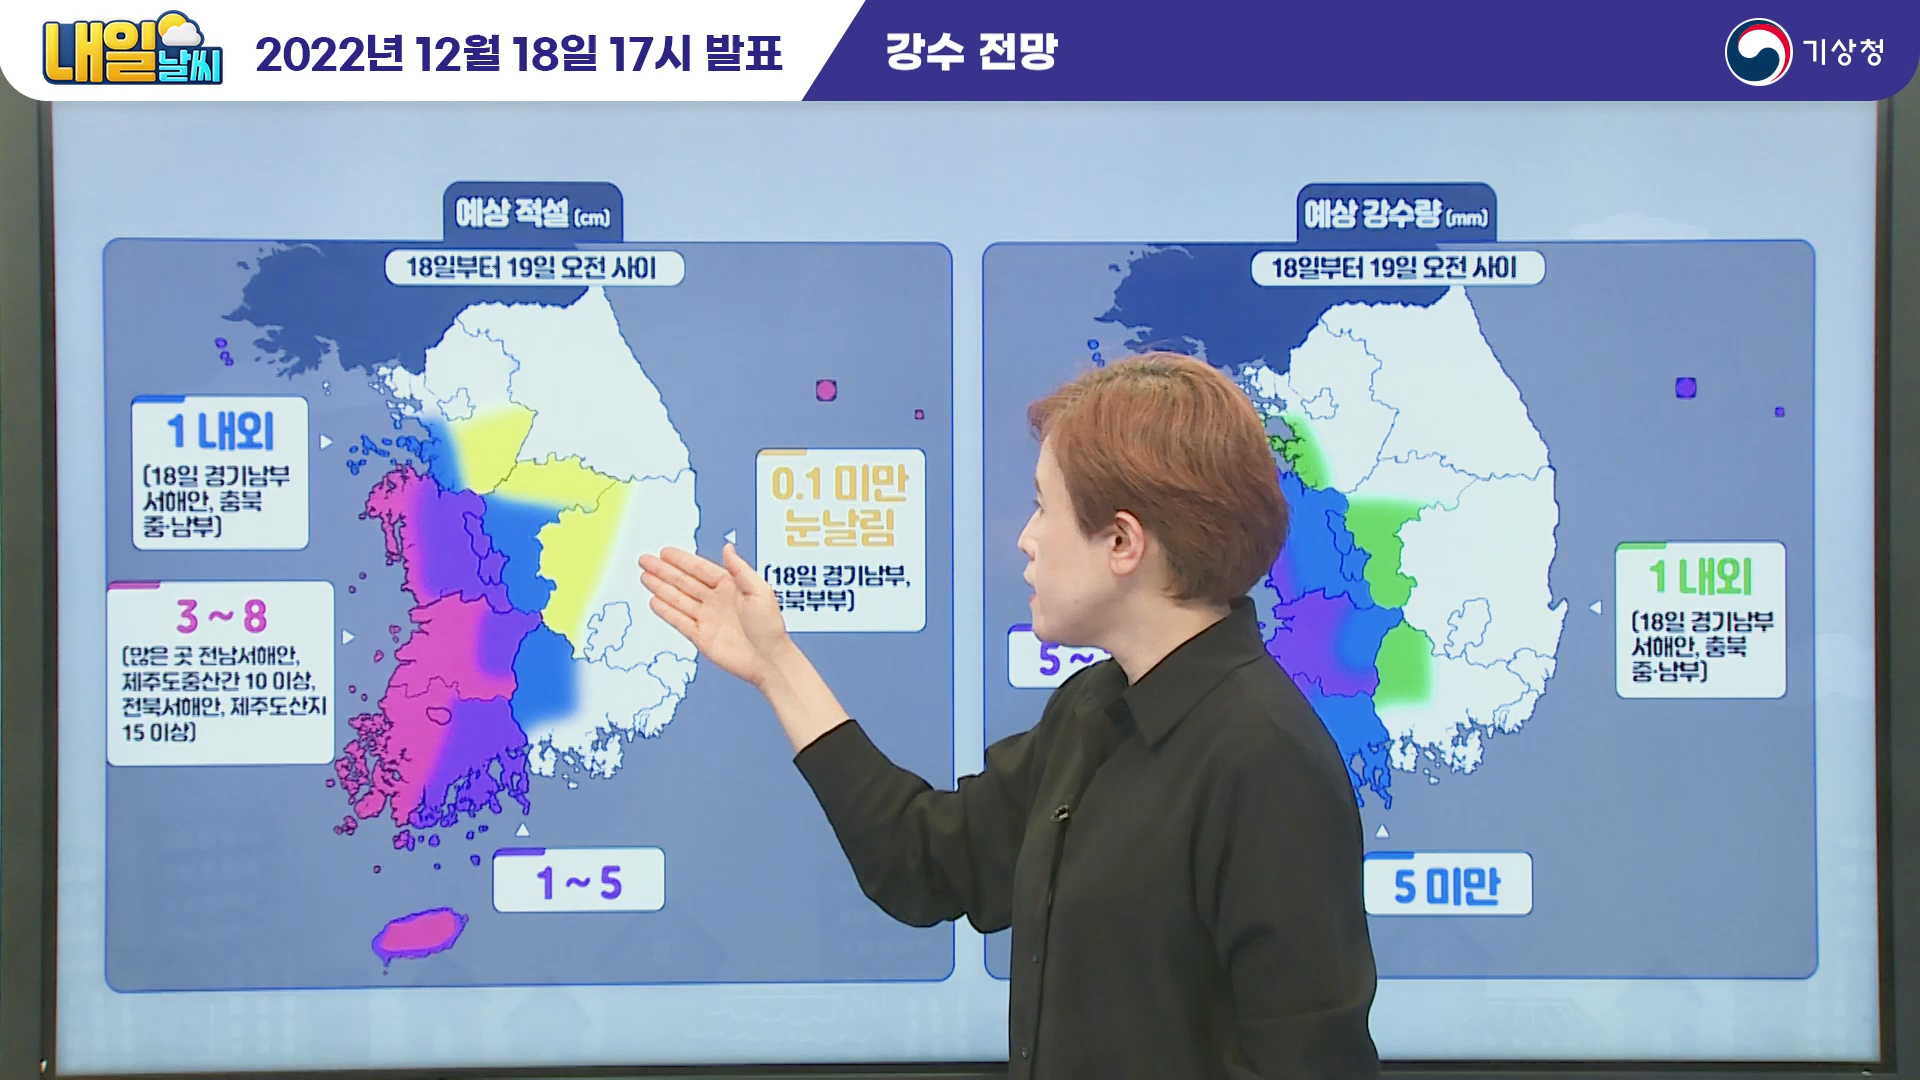 내일날씨
2022년 12월 18일 17시 발표
강수 전망
기상청
예상 적설 (cm)
18일부터 19일 오전 사이
1 내외
(18일 경기남부
서해안, 충북
중·남부)
3 ~ 8
(많은 곳 전남서해안,
제주도중산간 10 이상,
전북서해안, 제주도산지
15 이상)
0.1 미만
눈날림
(18일 경기남부,
충북부부)
1 ~ 5
예상 강수량 (mm)
18일부터 19일 오전 사이
5 ~
1 내외
(18일 경기남부
서해안, 충북
중·남부)
5 미만